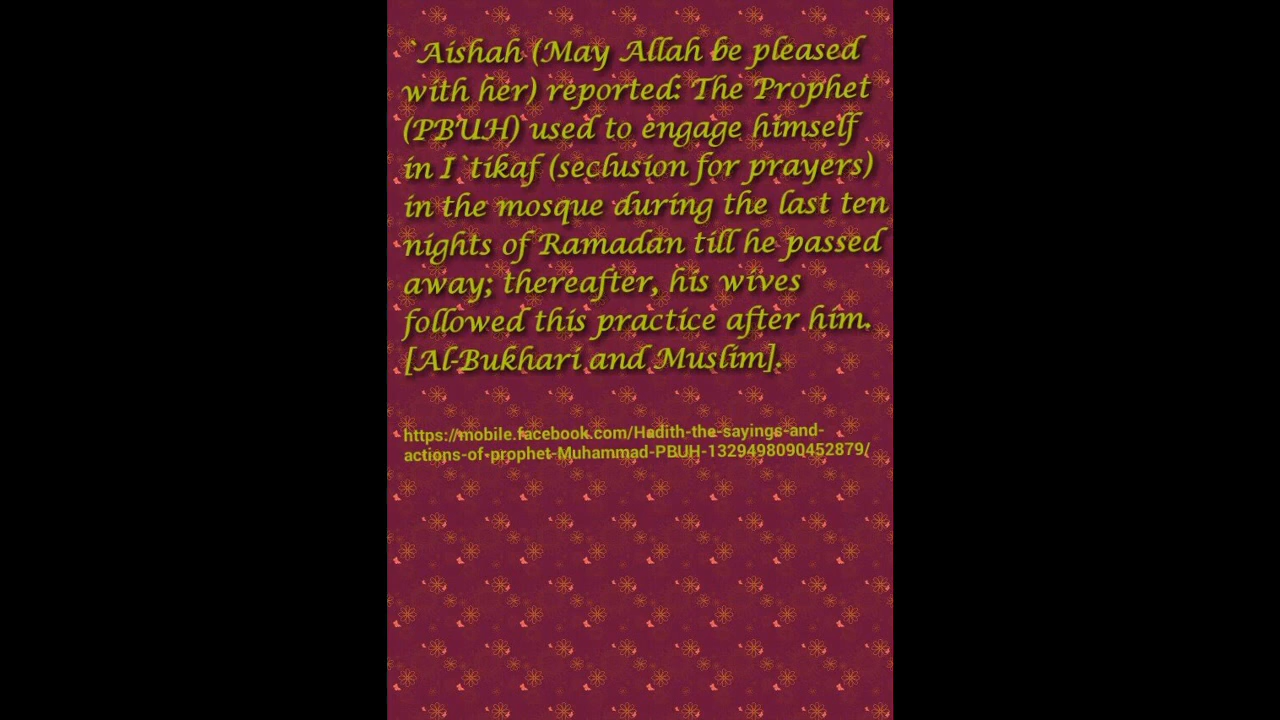 `Aishah (May Allah be pleased
with her) reported: The Prophet
(PBUH) used to engage himself
in I`tikaf (seclusion for prayers)
in the mosque during the last ten
nights of Ramadan till he passed
away; thereafter, his wives
followed this practice after him.
[Al-Bukhari and Muslim].
https://mobile.facebook.com/Hadith-the-sayings-and-
actions-of-prophet-Muhammad-PBUH-1329498090452879/